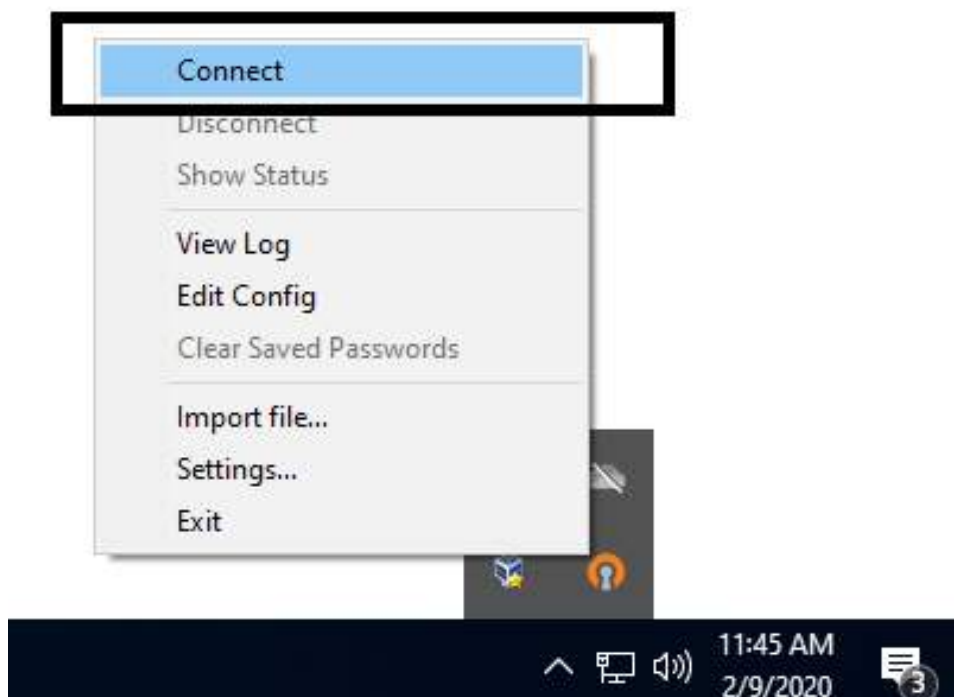 Connect
Disconnect
Show Status
View Log
Edit Config
Clear Saved Passwords
Import file...
Settings...
Exit
11:45 AM
2/9/2020
3